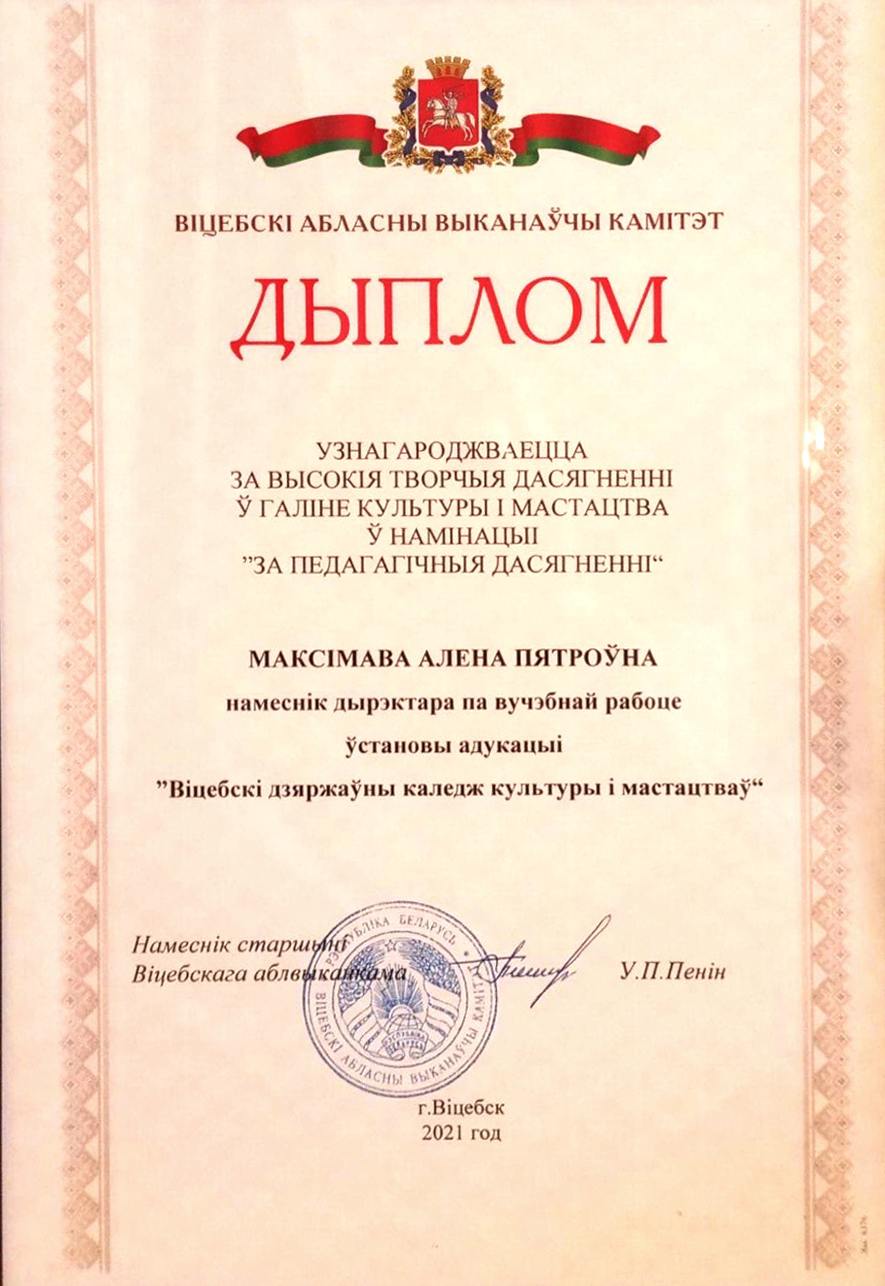 ВІЦЕБСКІ АБЛАСНЫ ВЫКАНАЎЧЫ КАМІТЭТ
ДЫПЛОМ
УЗНАГАРОДЖВАЕЦЦА
ЗА ВЫСОКІЯ ТВОРЧЫЯ ДАСЯГНЕННІ
Ў ГАЛІНЕ КУЛЬТУРЫ І МАСТАЦТВА
Ў НАМІНАЦЫІ
”ЗА ПЕДАГАГІЧНЫЯ ДАСЯГНЕННІ“
МАКСІМАВА АЛЕНА ПЯТРОЎНА
намеснік дырэктара па вучэбнай рабоце
ўстановы адукацыі
”Віцебскі дзяржаўны каледж культуры і мастацтваў“
Намеснік старшыні
Віцебскага аблвыканкама
У.П.Пенін
РЭСПУБЛІКА БЕЛАРУСЬ
ВІЦЕБСКІ АБЛАСНЫ ВЫКАНАЎЧЫ КАМІТЭТ
РЭСПУБЛІКА
БЕЛАРУСЬ
г.Віцебск
2021 год